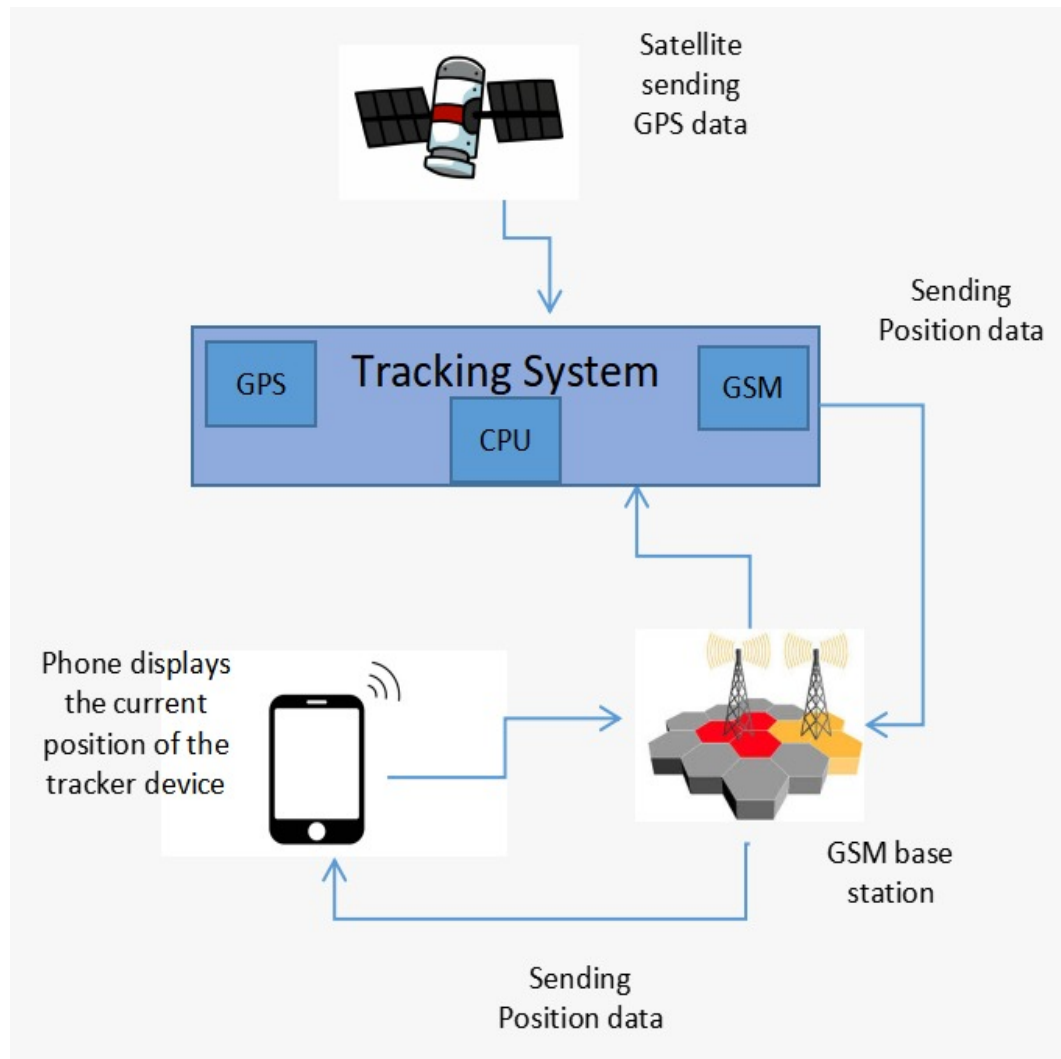 Satellite
sending
GPS data
Sending
Position data
GPS
Tracking System
GSM
CPU
Phone displays
the current
position of the
tracker device
GSM base
station
Sending
Position data